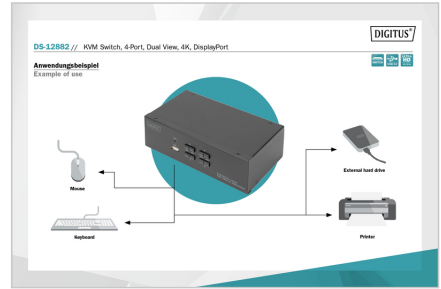 DIGITUS®
DS-12882 // KVM Switch, 4-Port, Dual View, 4K, DisplayPort
Anwendungsbeispiel
Example of use
External hard drive
Mouse
Keyboard
Printer